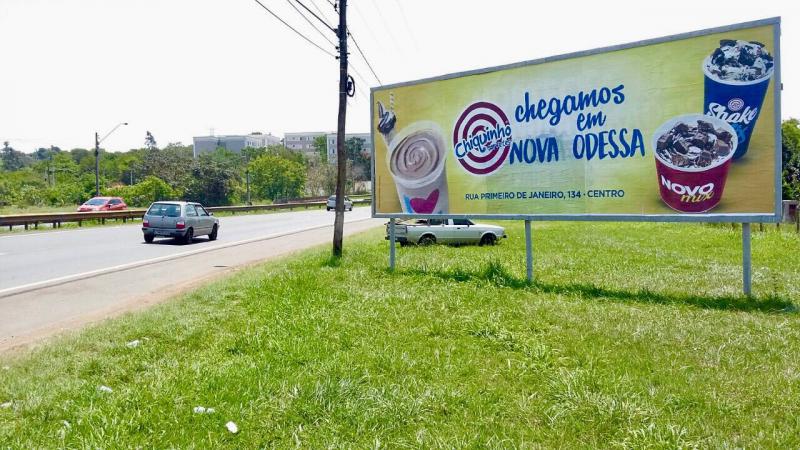 chegamos
em
NOVA ODESSA
Chiquinho
RUA PRIMEIRO DE JANEIRO, 134 · CENTRO
Shake
NOVO
mix